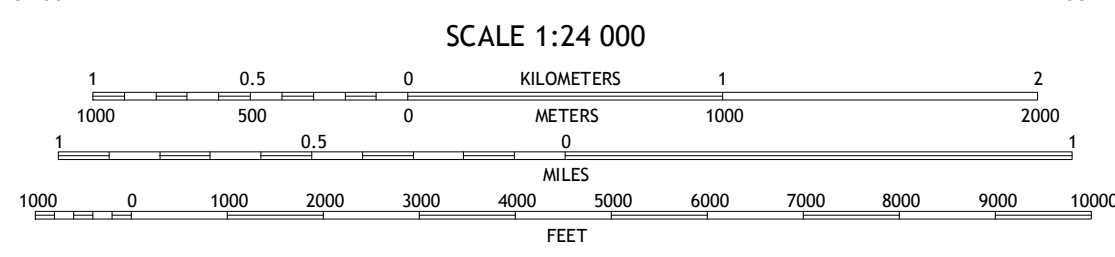 SCALE 1:24 000
1 0.5 0 KILOMETERS 1 2
1000 500 0 METERS 1000 2000
1 0.5 0 1
MILES
1000 0 1000 2000 3000 4000 5000 6000 7000 8000 9000 10000
FEET